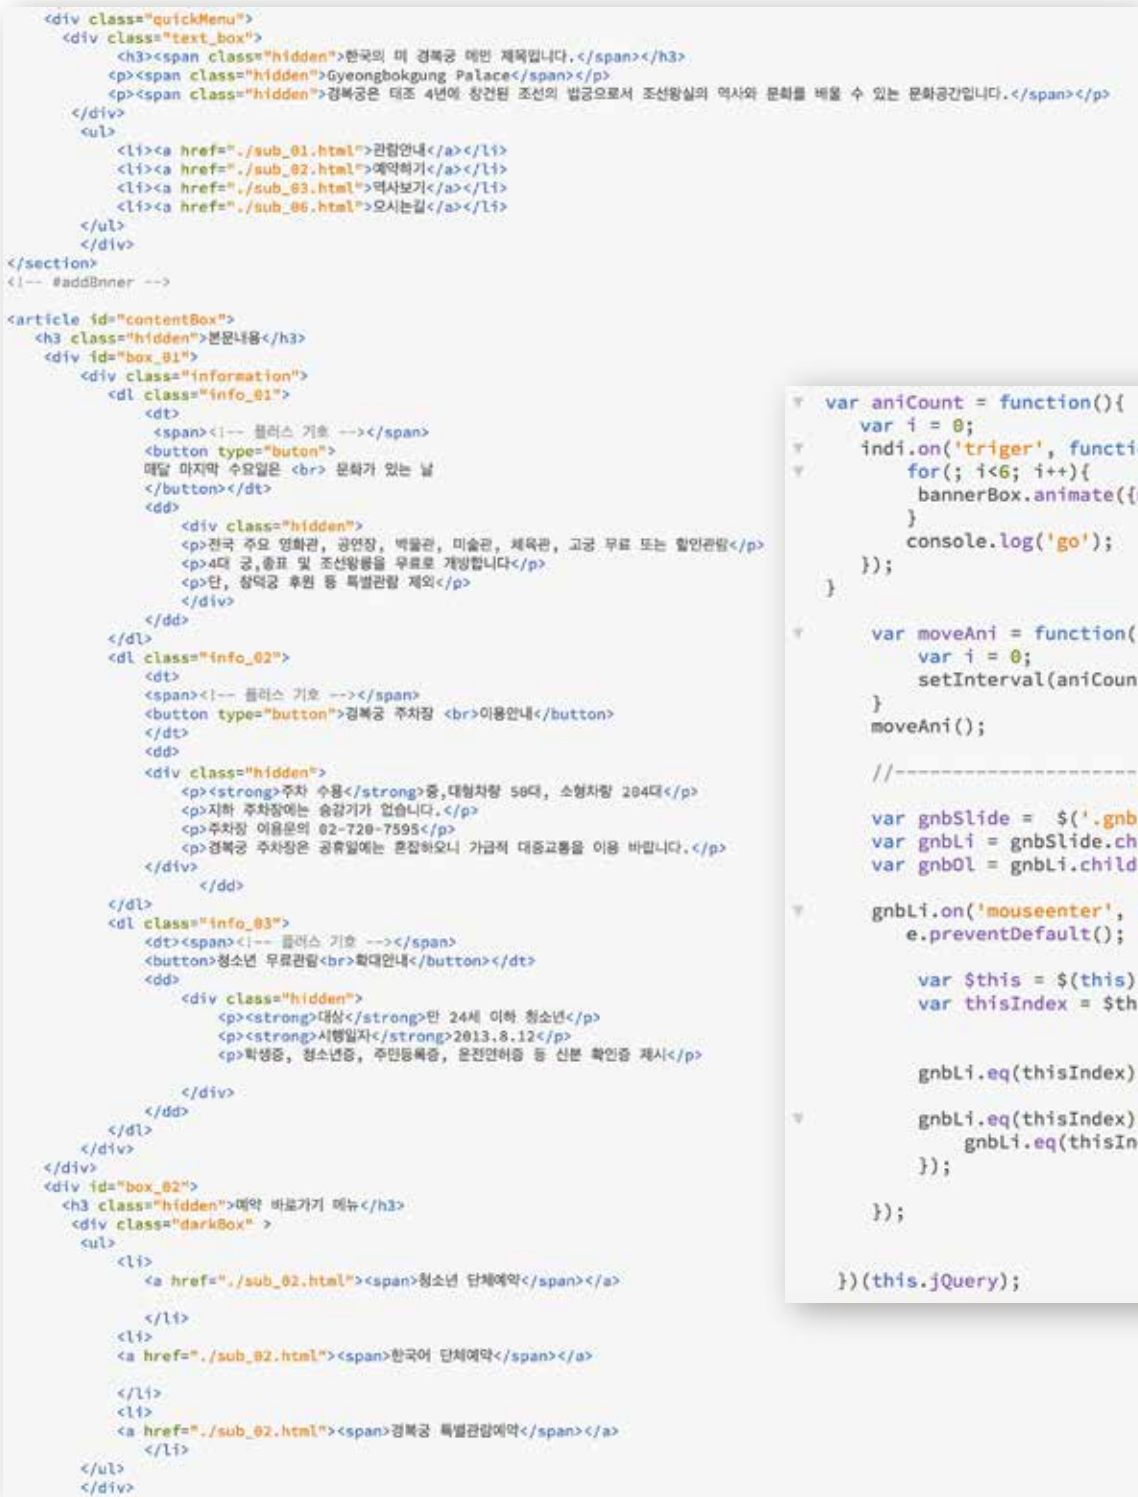 <div class="quickMenu">
<div class="text_box">
<h3><span class="hidden">한국의 미 경복궁 메인 제목입니다.</span></h3>
<p><span class="hidden">Gyeongbokgung Palace</span></p>
<p><span class="hidden">경복궁은 태조 4년에 창건된 조선의 법궁으로서 조선왕실의 역사와 문화를 배울 수 있는 문화공간입니다.</span></p>
</div>
<ul>
<li><a href="./sub_01.html">관람안내</a></li>
<li><a href="./sub_02.html">예약하기</a></li>
<li><a href="./sub_03.html">역사보기</a></li>
<li><a href="./sub_06.html">오시는길</a></li>
</ul>
</div>
</section>
<!-- #addBnner -->
<article id="contentBox">
<h3 class="hidden">본문내용</h3>
<div id="box_01">
<div class="information">
<dl class="info_01">
<dt>
<span><!-- 플러스 기호 --></span>
<button type="buton">
매달 마지막 수요일은 <br> 문화가 있는 날
</button></dt>
<dd>
<div class="hidden">
<p>전국 주요 영화관, 공연장, 박물관, 미술관, 체육관, 고궁 무료 또는 할인관람</p>
<p>4대 궁,종묘 및 조선왕릉을 무료로 개방합니다</p>
<p>단, 창덕궁 후원 등 특별관람 제외</p>
</div>
</dd>
</dl>
<dl class="info_02">
<dt>
<span><!-- 플러스 기호 --></span>
<button type="button">경복궁 주차장 <br>이용안내</button>
</dt>
<dd>
<div class="hidden">
<p><strong>주차 수용</strong>중,대형차량 50대, 소형차량 204대</p>
<p>지하 주차장에는 승강기가 없습니다.</p>
<p>주차장 이용문의 02-720-7595</p>
<p>경복궁 주차장은 공휴일에는 혼잡하오니 가급적 대중교통을 이용 바랍니다.</p>
</div>
</dd>
</dl>
<dl class="info_03">
<dt><span><!-- 플러스 기호 --></span>
<button>청소년 무료관람<br>확대안내</button></dt>
<dd>
<div class="hidden">
<p><strong>대상</strong>만 24세 이하 청소년</p>
<p><strong>시행일자</strong>2013.8.12</p>
<p>학생증, 청소년증, 주민등록증, 운전면허증 등 신분 확인증 제시</p>
</div>
</dd>
</dl>
</div>
</div>
<div id="box_02">
<h3 class="hidden">예약 바로가기 메뉴</h3>
<div class="darkBox" >
<ul>
<li>
<a href="./sub_02.html"><span>청소년 단체예약</span></a>
</li>
<li>
<a href="./sub_02.html"><span>한국어 단체예약</span></a>
</li>
<li>
<a href="./sub_02.html"><span>경복궁 특별관람예약</span></a>
</li>
</ul>
</div>
var aniCount = function(){
var i = 0;
indi.on('triger', functi
for(; i<6; i++){
bannerBox.animate({
}
console.log('go');
});
}
var moveAni = function(
var i = 0;
setInterval(aniCoun
}
moveAni();
//---------------------
var gnbSlide = $('.gnb
var gnbLi = gnbSlide.ch
var gnbOl = gnbLi.child
gnbLi.on('mouseenter',
e.preventDefault();
var $this = $(this)
var thisIndex = $th
gnbLi.eq(thisIndex)
gnbLi.eq(thisIndex)
gnbLi.eq(thisIn
});
});
})(this.jQuery);